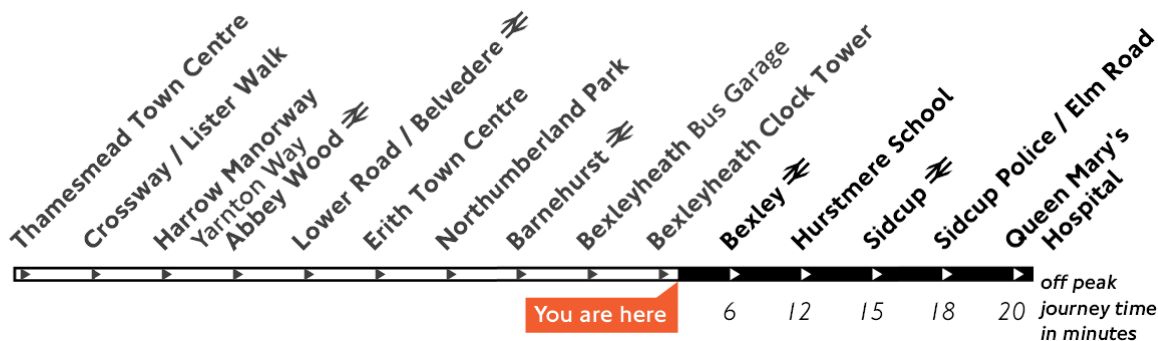 Thamesmead Town Centre
Crossway / Lister Walk
Harrow Manorway
Yarnton Way
Abbey Wood
Lower Road / Belvedere
Erith Town Centre
Northumberland Park
Barnehurst
Bexleyheath Bus Garage
Bexleyheath Clock Tower
Bexley
Hurstmere School
Sidcup
Sidcup Police / Elm Road
Queen Mary's
Hospital
You are here
6 12 15 18 20
off peak
journey time
in minutes